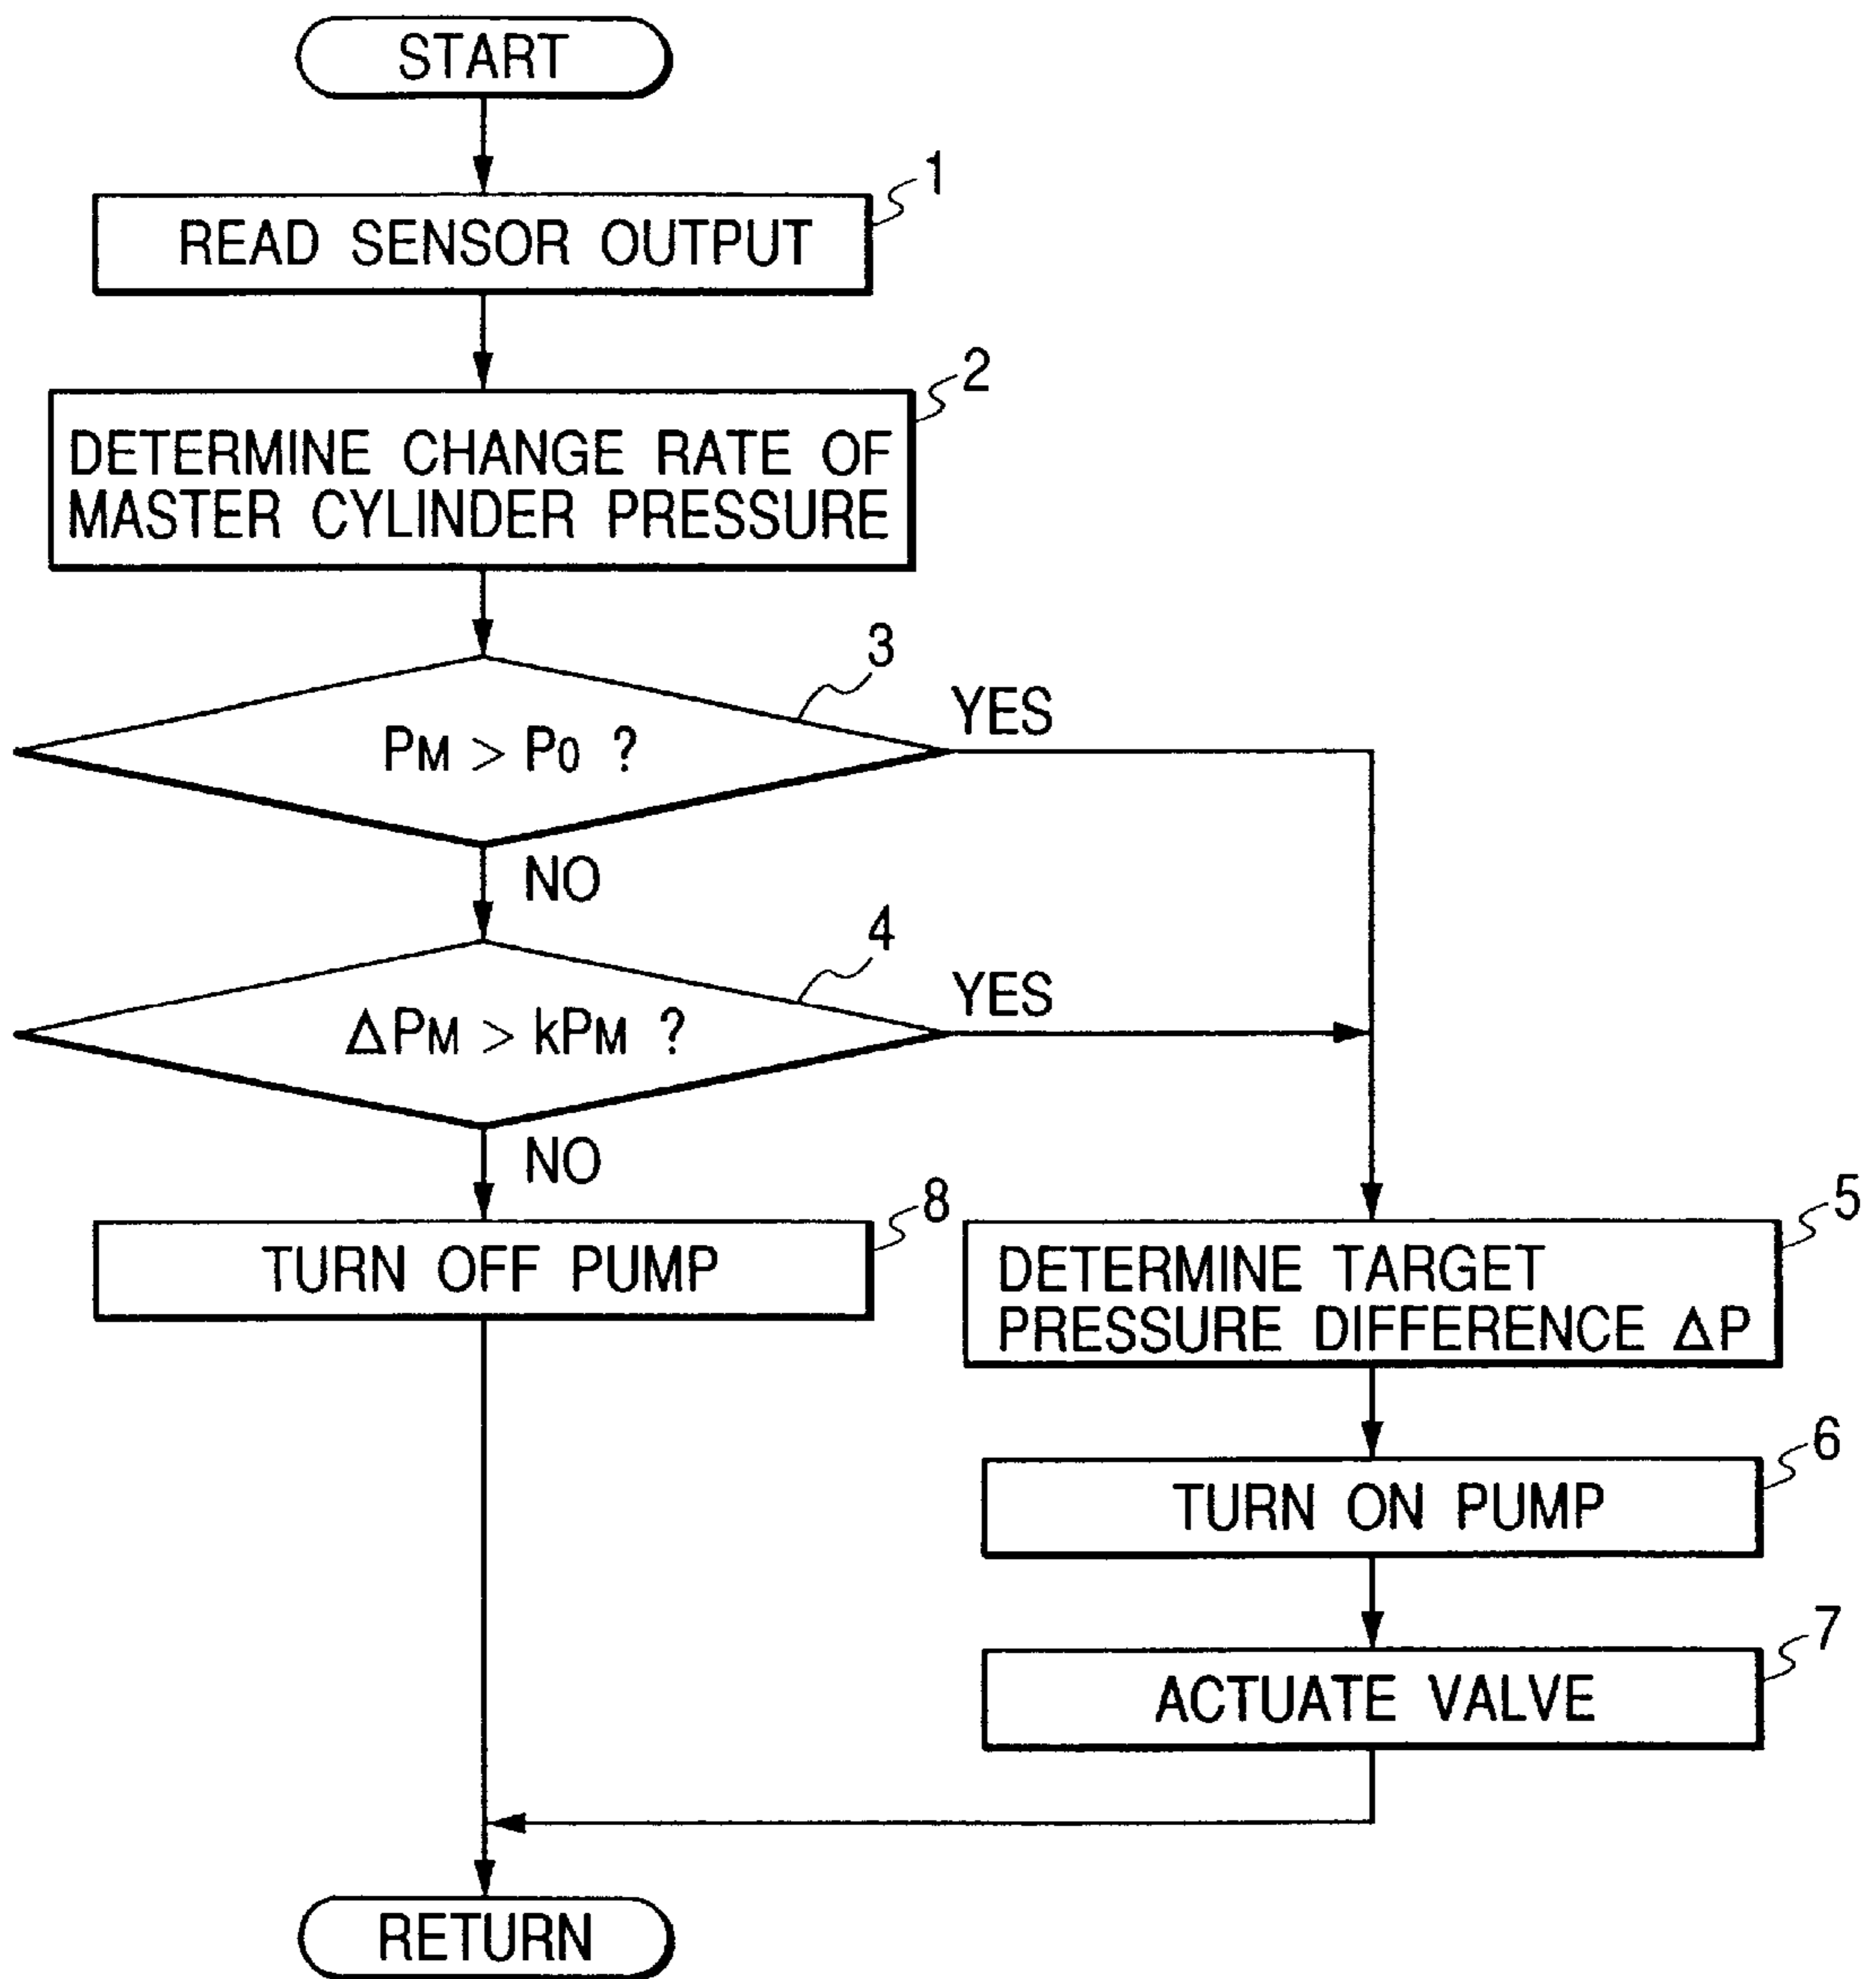 START
1
READ SENSOR OUTPUT
2
DETERMINE CHANGE RATE OF
MASTER CYLINDER PRESSURE
3
PM > P0 ?
YES
NO
4
ΔPM > kPM ?
YES
NO
8
TURN OFF PUMP
5
DETERMINE TARGET
PRESSURE DIFFERENCE ΔP
6
TURN ON PUMP
7
ACTUATE VALVE
RETURN